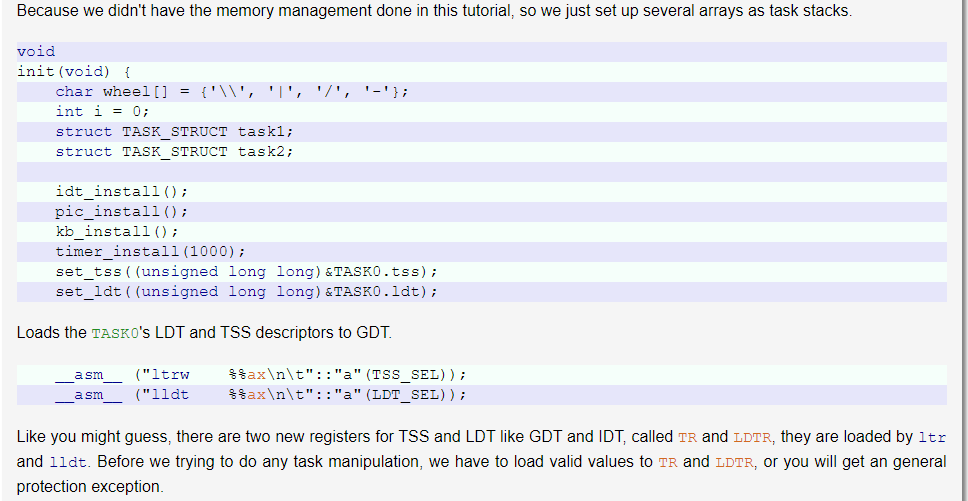 Because we didn't have the memory management done in this tutorial, so we just set up several arrays as task stacks.
void
init(void) {
    char wheel[] = {'\\', '|', '/', '-'};
    int i = 0;
    struct TASK_STRUCT task1;
    struct TASK_STRUCT task2;

    idt_install();
    pic_install();
    kb_install();
    timer_install(1000);
    set_tss((unsigned long long)&TASK0.tss);
    set_ldt((unsigned long long)&TASK0.ldt);
Loads the TASK0's LDT and TSS descriptors to GDT.
    __asm__ ("ltrw    %%ax\n\t"::"a"(TSS_SEL));
    __asm__ ("lldt    %%ax\n\t"::"a"(LDT_SEL));
Like you might guess, there are two new registers for TSS and LDT like GDT and IDT, called TR and LDTR, they are loaded by ltr
and lldt. Before we trying to do any task manipulation, we have to load valid values to TR and LDTR, or you will get an general
protection exception.